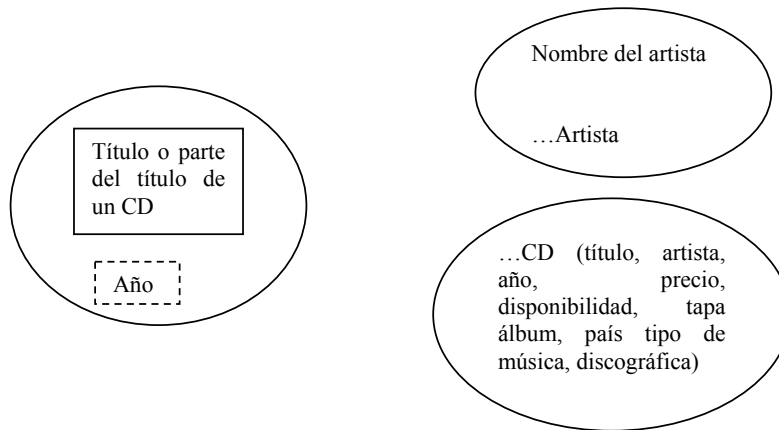 Título o parte
del título de
un CD
Año
Nombre del artista
…Artista
…CD (título, artista,
año, precio,
disponibilidad, tapa
álbum, país tipo de
música, discográfica)